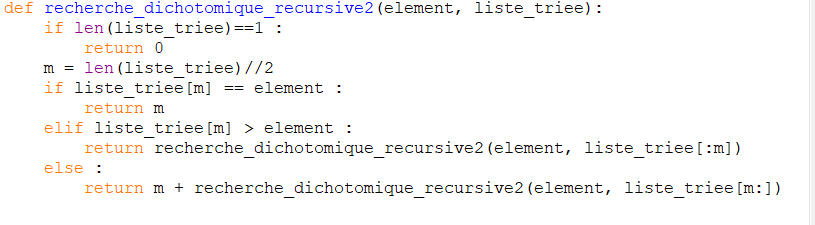 def recherche_dichotomique_recursive2(element, liste_triee):
    if len(liste_triee)==1 :
        return 0
    m = len(liste_triee)//2
    if liste_triee[m] == element :
        return m
    elif liste_triee[m] > element :
        return recherche_dichotomique_recursive2(element, liste_triee[:m])
    else :
        return m + recherche_dichotomique_recursive2(element, liste_triee[m:])